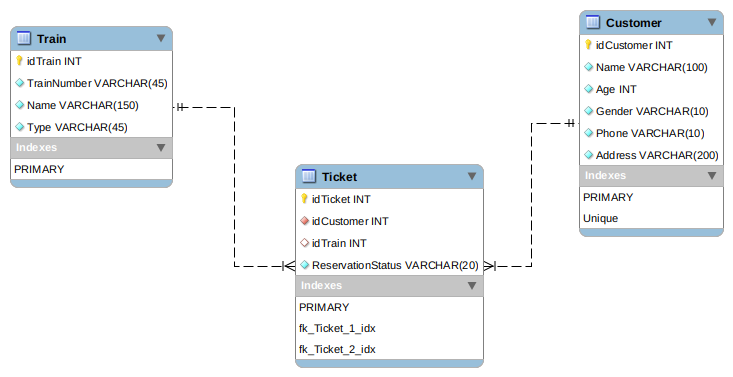 Train
idTrain INT
TrainNumber VARCHAR(45)
Name VARCHAR(150)
Type VARCHAR(45)
Indexes
PRIMARY
Ticket
idTicket INT
idCustomer INT
idTrain INT
ReservationStatus VARCHAR(20)
Indexes
PRIMARY
fk_Ticket_1_idx
fk_Ticket_2_idx
Customer
idCustomer INT
Name VARCHAR(100)
Age INT
Gender VARCHAR(10)
Phone VARCHAR(10)
Address VARCHAR(200)
Indexes
PRIMARY
Unique